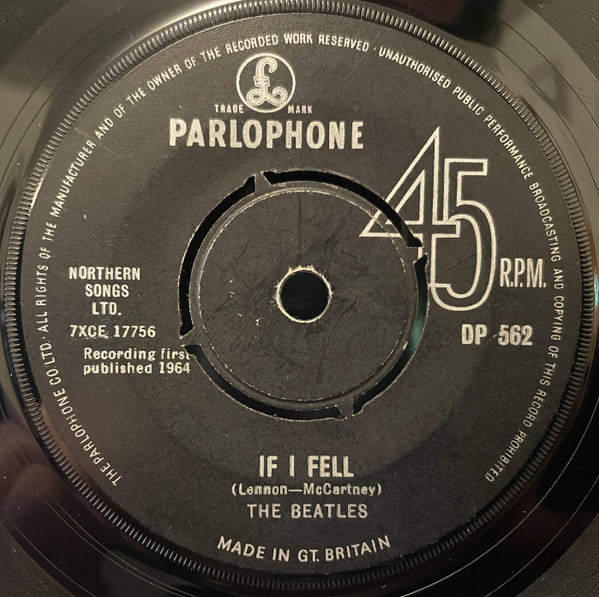 THE PARLOPHONE CO. LTD. ALL RIGHTS OF THE MANUFACTURER AND OF THE OWNER OF THE RECORDED WORK RESERVED · UNAUTHORISED PUBLIC PERFORMANCE BROADCASTING AND COPYING OF THIS RECORD PROHIBITED
£
TRADE MARK
PARLOPHONE
45
R.P.M.
NORTHERN
SONGS
LTD.
7XCE 17756
DP 562
Recording first
published 1964
IF I FELL
(Lennon—McCartney)
THE BEATLES
MADE IN GT. BRITAIN